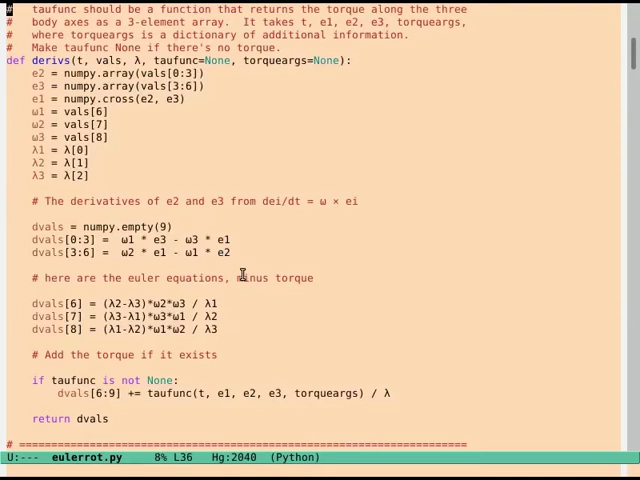 #   taufunc should be a function that returns the torque along the three
#   body axes as a 3-element array.  It takes t, e1, e2, e3, torqueargs,
#   where torqueargs is a dictionary of additional information.
#   Make taufunc None if there's no torque.
def derivs(t, vals, λ, taufunc=None, torqueargs=None):
    e2 = numpy.array(vals[0:3])
    e3 = numpy.array(vals[3:6])
    e1 = numpy.cross(e2, e3)
    ω1 = vals[6]
    ω2 = vals[7]
    ω3 = vals[8]
    λ1 = λ[0]
    λ2 = λ[1]
    λ3 = λ[2]
    # The derivatives of e2 and e3 from dei/dt = ω × ei
    dvals = numpy.empty(9)
    dvals[0:3] =  ω1 * e3 - ω3 * e1
    dvals[3:6] =  ω2 * e1 - ω1 * e2
    # here are the euler equations, minus torque
    dvals[6] = (λ2-λ3)*ω2*ω3 / λ1
    dvals[7] = (λ3-λ1)*ω3*ω1 / λ2
    dvals[8] = (λ1-λ2)*ω1*ω2 / λ3
    # Add the torque if it exists
    if taufunc is not None:
        dvals[6:9] += taufunc(t, e1, e2, e3, torqueargs) / λ
    return dvals
# ======================================================================
U:---  eulerrot.py    8% L36    Hg:2040  (Python)